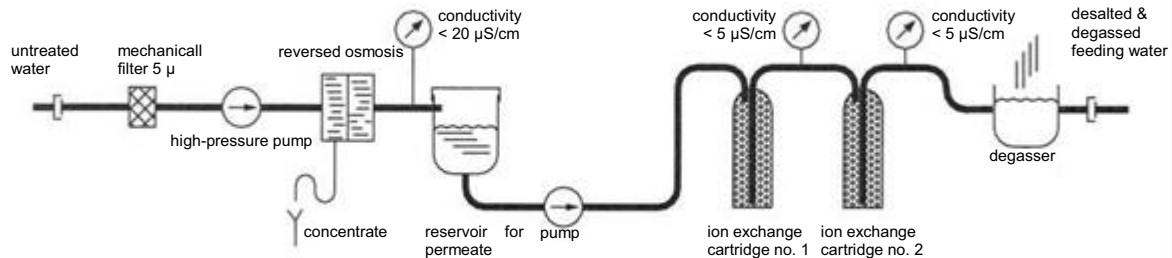 untreated
water
mechanicall
filter 5 µ
high-pressure pump
reversed osmosis
concentrate
conductivity
< 20 µS/cm
reservoir for
permeate
pump
conductivity
< 5 µS/cm
ion exchange
cartridge no. 1
conductivity
< 5 µS/cm
ion exchange
cartridge no. 2
desalted &
degassed
feeding water
degasser